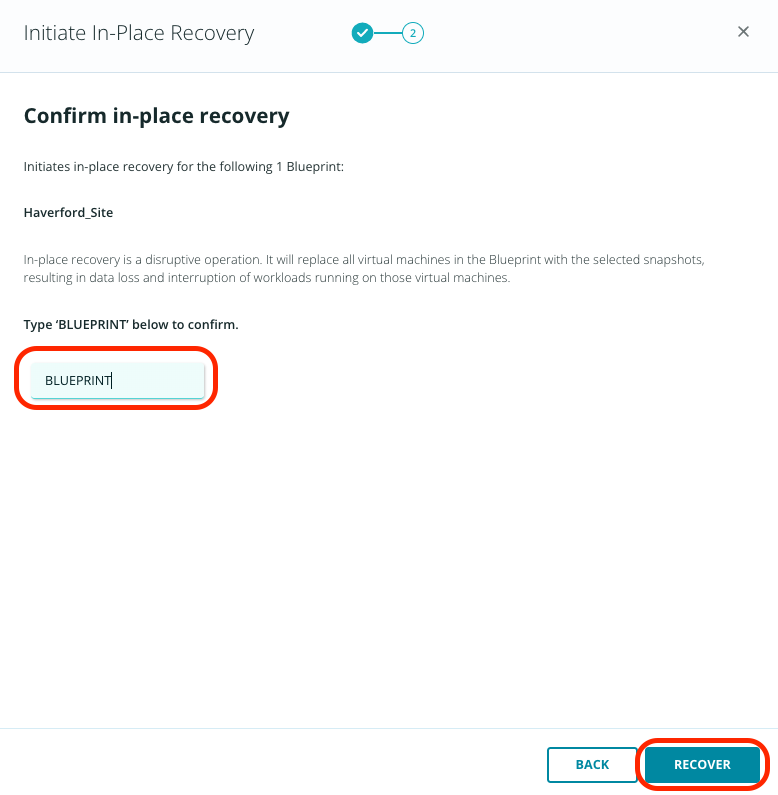 Initiate In-Place Recovery
2
Confirm in-place recovery
Initiates in-place recovery for the following 1 Blueprint:
Haverford_Site
In-place recovery is a disruptive operation. It will replace all virtual machines in the Blueprint with the selected snapshots,
resulting in data loss and interruption of workloads running on those virtual machines.
Type ‘BLUEPRINT’ below to confirm.
BLUEPRINT
BACK
RECOVER